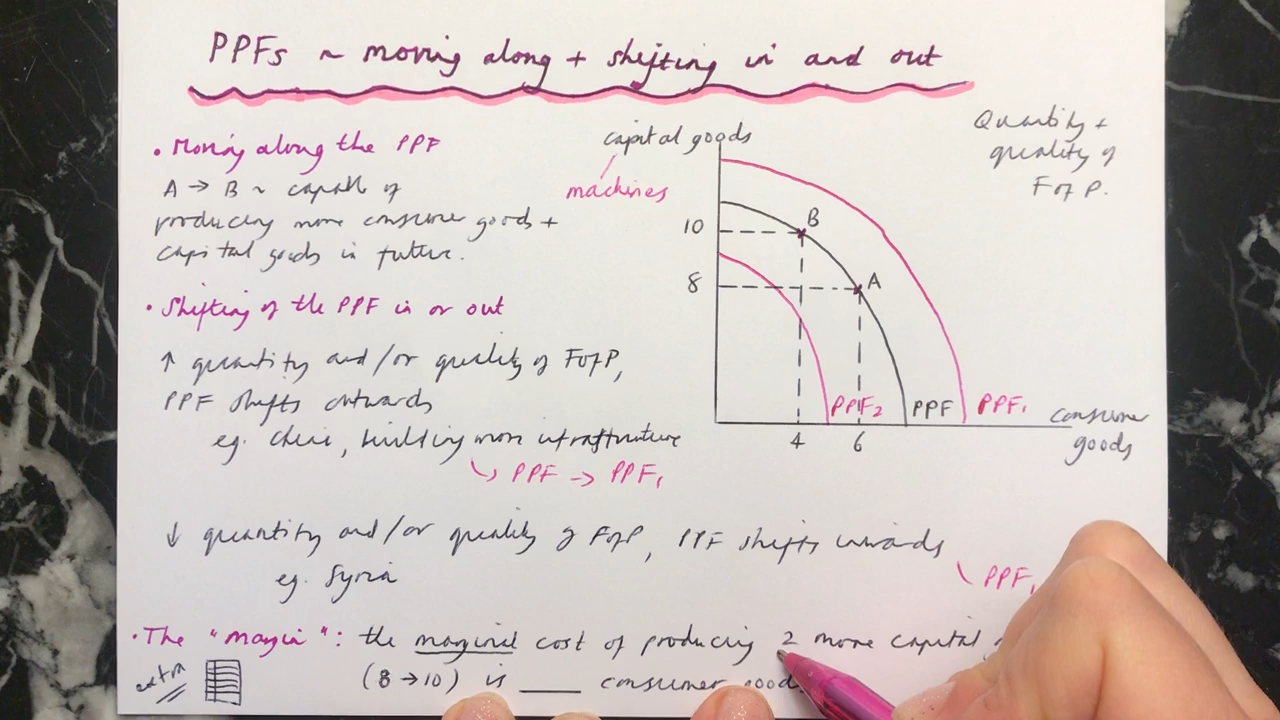 PPFs ~ moving along + shifting in and out
• Moving along the PPF
A → B ~ capable of
producing more consumer goods +
capital goods in future.
• Shifting of the PPF in or out
↑ quantity and/or quality of FofP,
PPF shifts outwards
eg. China, building more infrastructure
↳ PPF → PPF₁
↓ quantity and/or quality of FofP, PPF shifts inwards
eg. Syria
PPF
• The "margin": the marginal cost of producing 2 more capital
extra
(8 → 10) is ____ consumer good
capital goods
machines
10
8
B
A
PPF₂
PPF
PPF₁
4
6
consumer
goods
Quantity +
quality of
FofP.